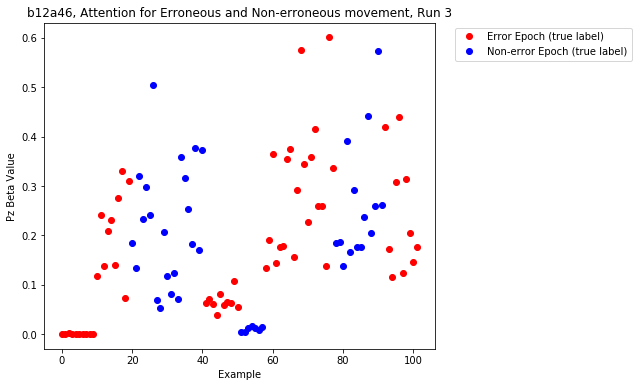 b12a46, Attention for Erroneous and Non-erroneous movement, Run 3
Error Epoch (true label)
Non-error Epoch (true label)
Pz Beta Value
0.6
0.5
0.4
0.3
0.2
0.1
0.0
0 20 40 60 80 100
Example